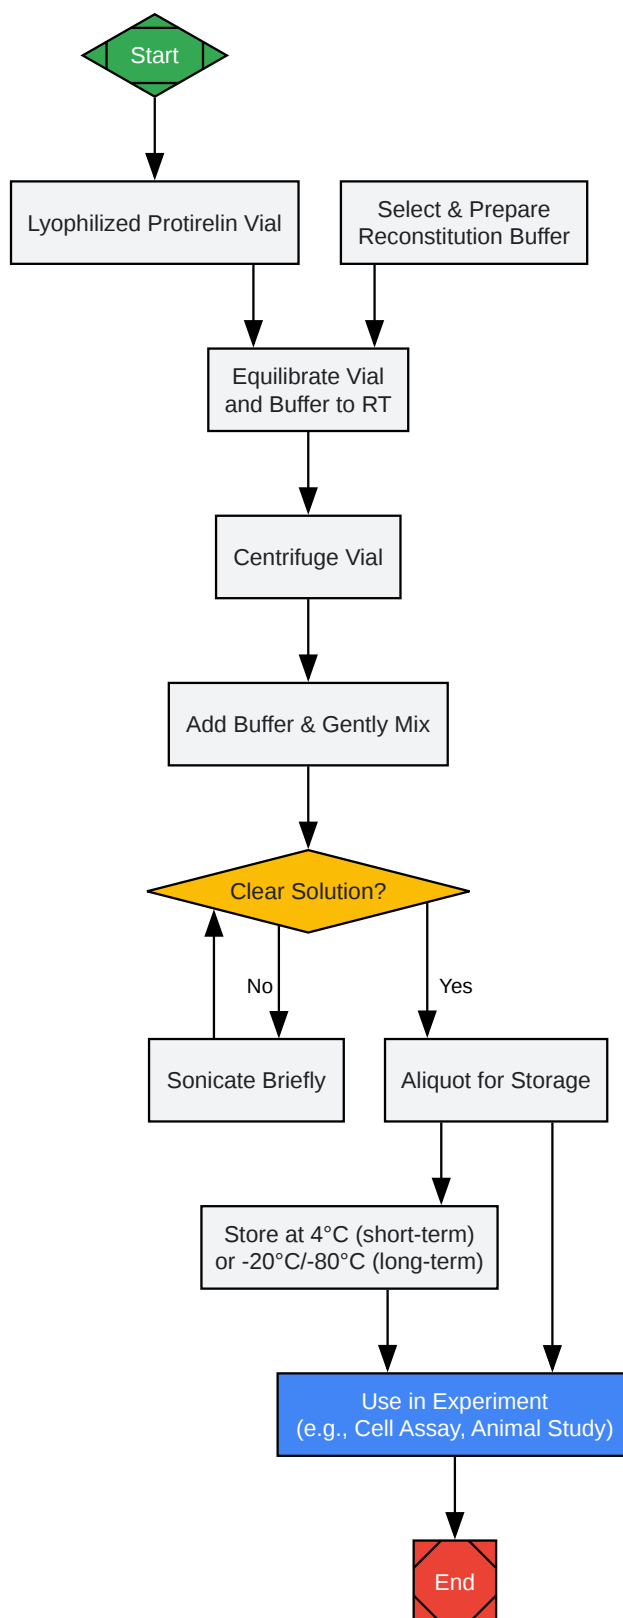 Start
Lyophilized Protirelin Vial
Select & Prepare
Reconstitution Buffer
Equilibrate Vial
and Buffer to RT
Centrifuge Vial
Add Buffer & Gently Mix
Clear Solution?
No
Yes
Sonicate Briefly
Aliquot for Storage
Store at 4°C (short-term)
or -20°C/-80°C (long-term)
Use in Experiment
(e.g., Cell Assay, Animal Study)
End